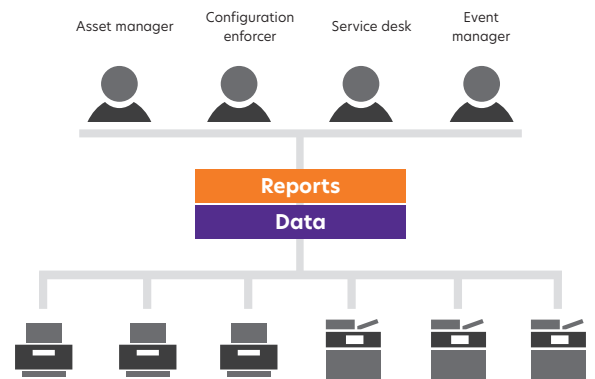 Asset manager
Configuration
enforcer
Service desk
Event
manager
Reports
Data